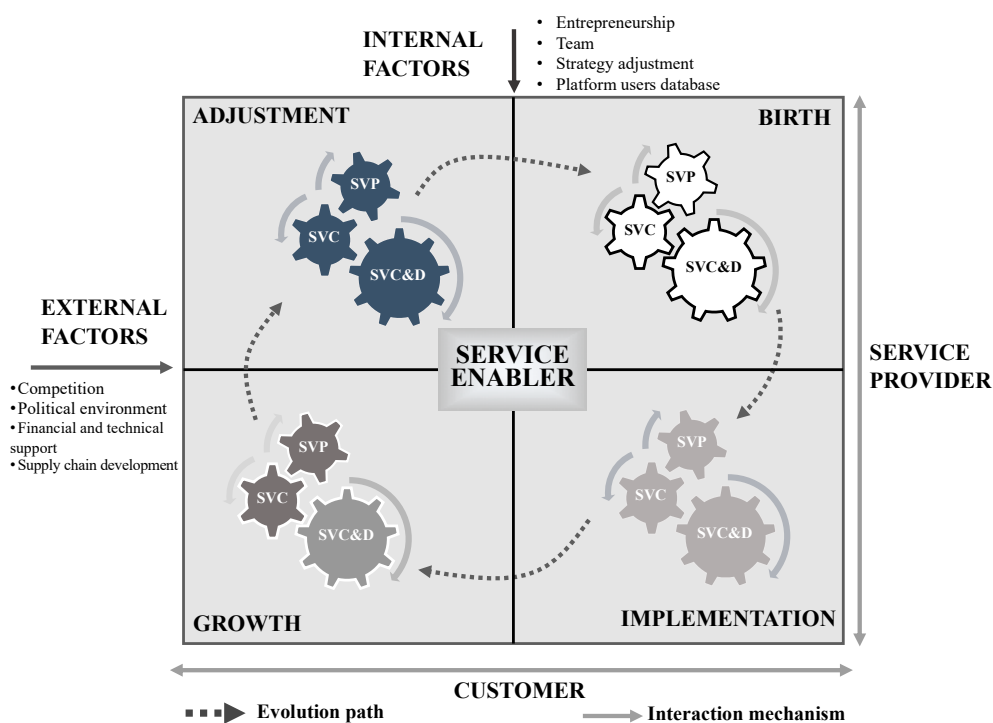 INTERNAL
FACTORS
• Entrepreneurship
• Team
• Strategy adjustment
• Platform users database
ADJUSTMENT
BIRTH
SVP
SVC
SVC&D
SVP
SVC
SVC&D
EXTERNAL
FACTORS
• Competition
• Political environment
• Financial and technical
support
• Supply chain development
SERVICE
ENABLER
SERVICE
PROVIDER
SVP
SVC
SVC&D
SVP
SVC
SVC&D
GROWTH
IMPLEMENTATION
CUSTOMER
Evolution path
Interaction mechanism